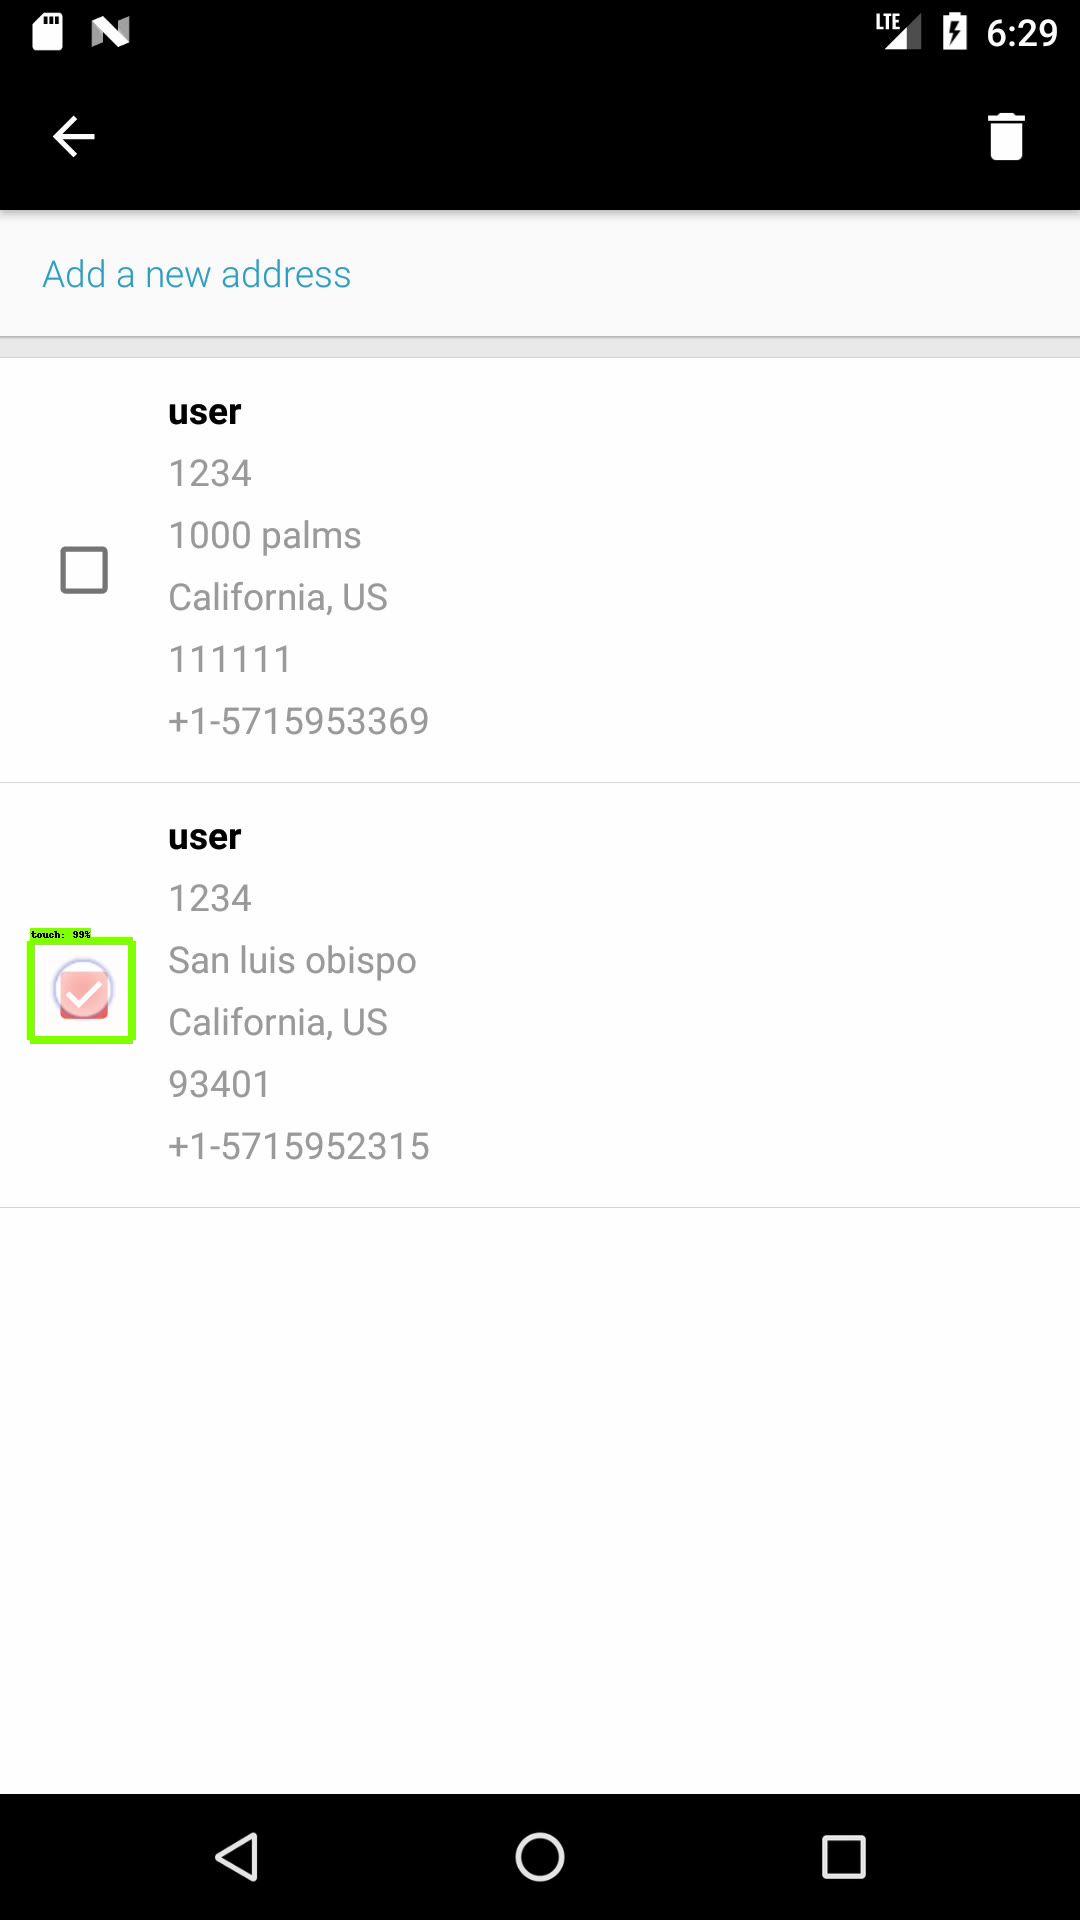 LTE 6:29
Add a new address
user
1234
1000 palms
California, US
111111
+1-5715953369
user
1234
touch: 99%
San luis obispo
California, US
93401
+1-5715952315